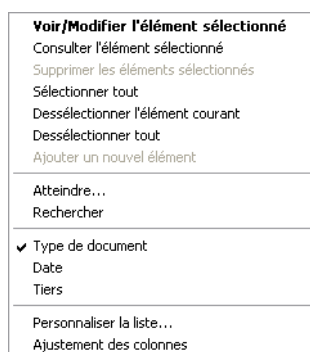 Voir/Modifier l'élément sélectionné
Consulter l'élément sélectionné
Supprimer les éléments sélectionnés
Sélectionner tout
Dessélectionner l'élément courant
Dessélectionner tout
Ajouter un nouvel élément
Atteindre...
Rechercher
Type de document
Date
Tiers
Personnaliser la liste...
Ajustement des colonnes